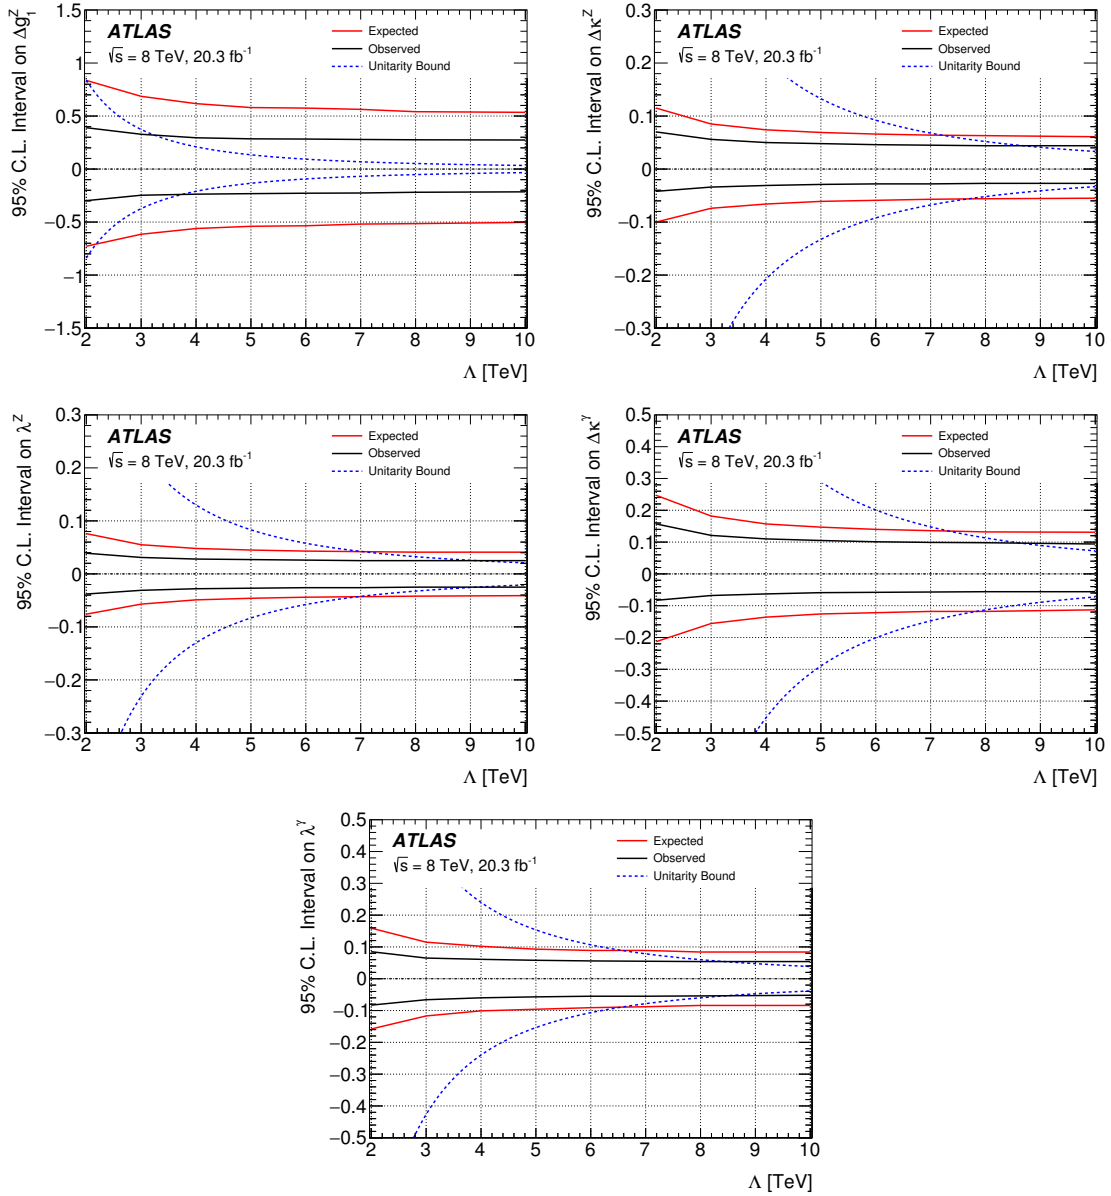 95% C.L. Interval on Δg₁ᶻ
ATLAS
√s = 8 TeV, 20.3 fb⁻¹
Expected
Observed
Unitarity Bound
1.5
1
0.5
0
−0.5
−1
−1.5
2 3 4 5 6 7 8 9 10
Λ [TeV]
95% C.L. Interval on Δκᶻ
ATLAS
√s = 8 TeV, 20.3 fb⁻¹
Expected
Observed
Unitarity Bound
0.3
0.2
0.1
0
−0.1
−0.2
−0.3
2 3 4 5 6 7 8 9 10
Λ [TeV]
95% C.L. Interval on λᶻ
ATLAS
√s = 8 TeV, 20.3 fb⁻¹
Expected
Observed
Unitarity Bound
0.3
0.2
0.1
0
−0.1
−0.2
−0.3
2 3 4 5 6 7 8 9 10
Λ [TeV]
95% C.L. Interval on Δκᵞ
ATLAS
√s = 8 TeV, 20.3 fb⁻¹
Expected
Observed
Unitarity Bound
0.5
0.4
0.3
0.2
0.1
0
−0.1
−0.2
−0.3
−0.4
−0.5
2 3 4 5 6 7 8 9 10
Λ [TeV]
95% C.L. Interval on λᵞ
ATLAS
√s = 8 TeV, 20.3 fb⁻¹
Expected
Observed
Unitarity Bound
0.5
0.4
0.3
0.2
0.1
0
−0.1
−0.2
−0.3
−0.4
−0.5
2 3 4 5 6 7 8 9 10
Λ [TeV]